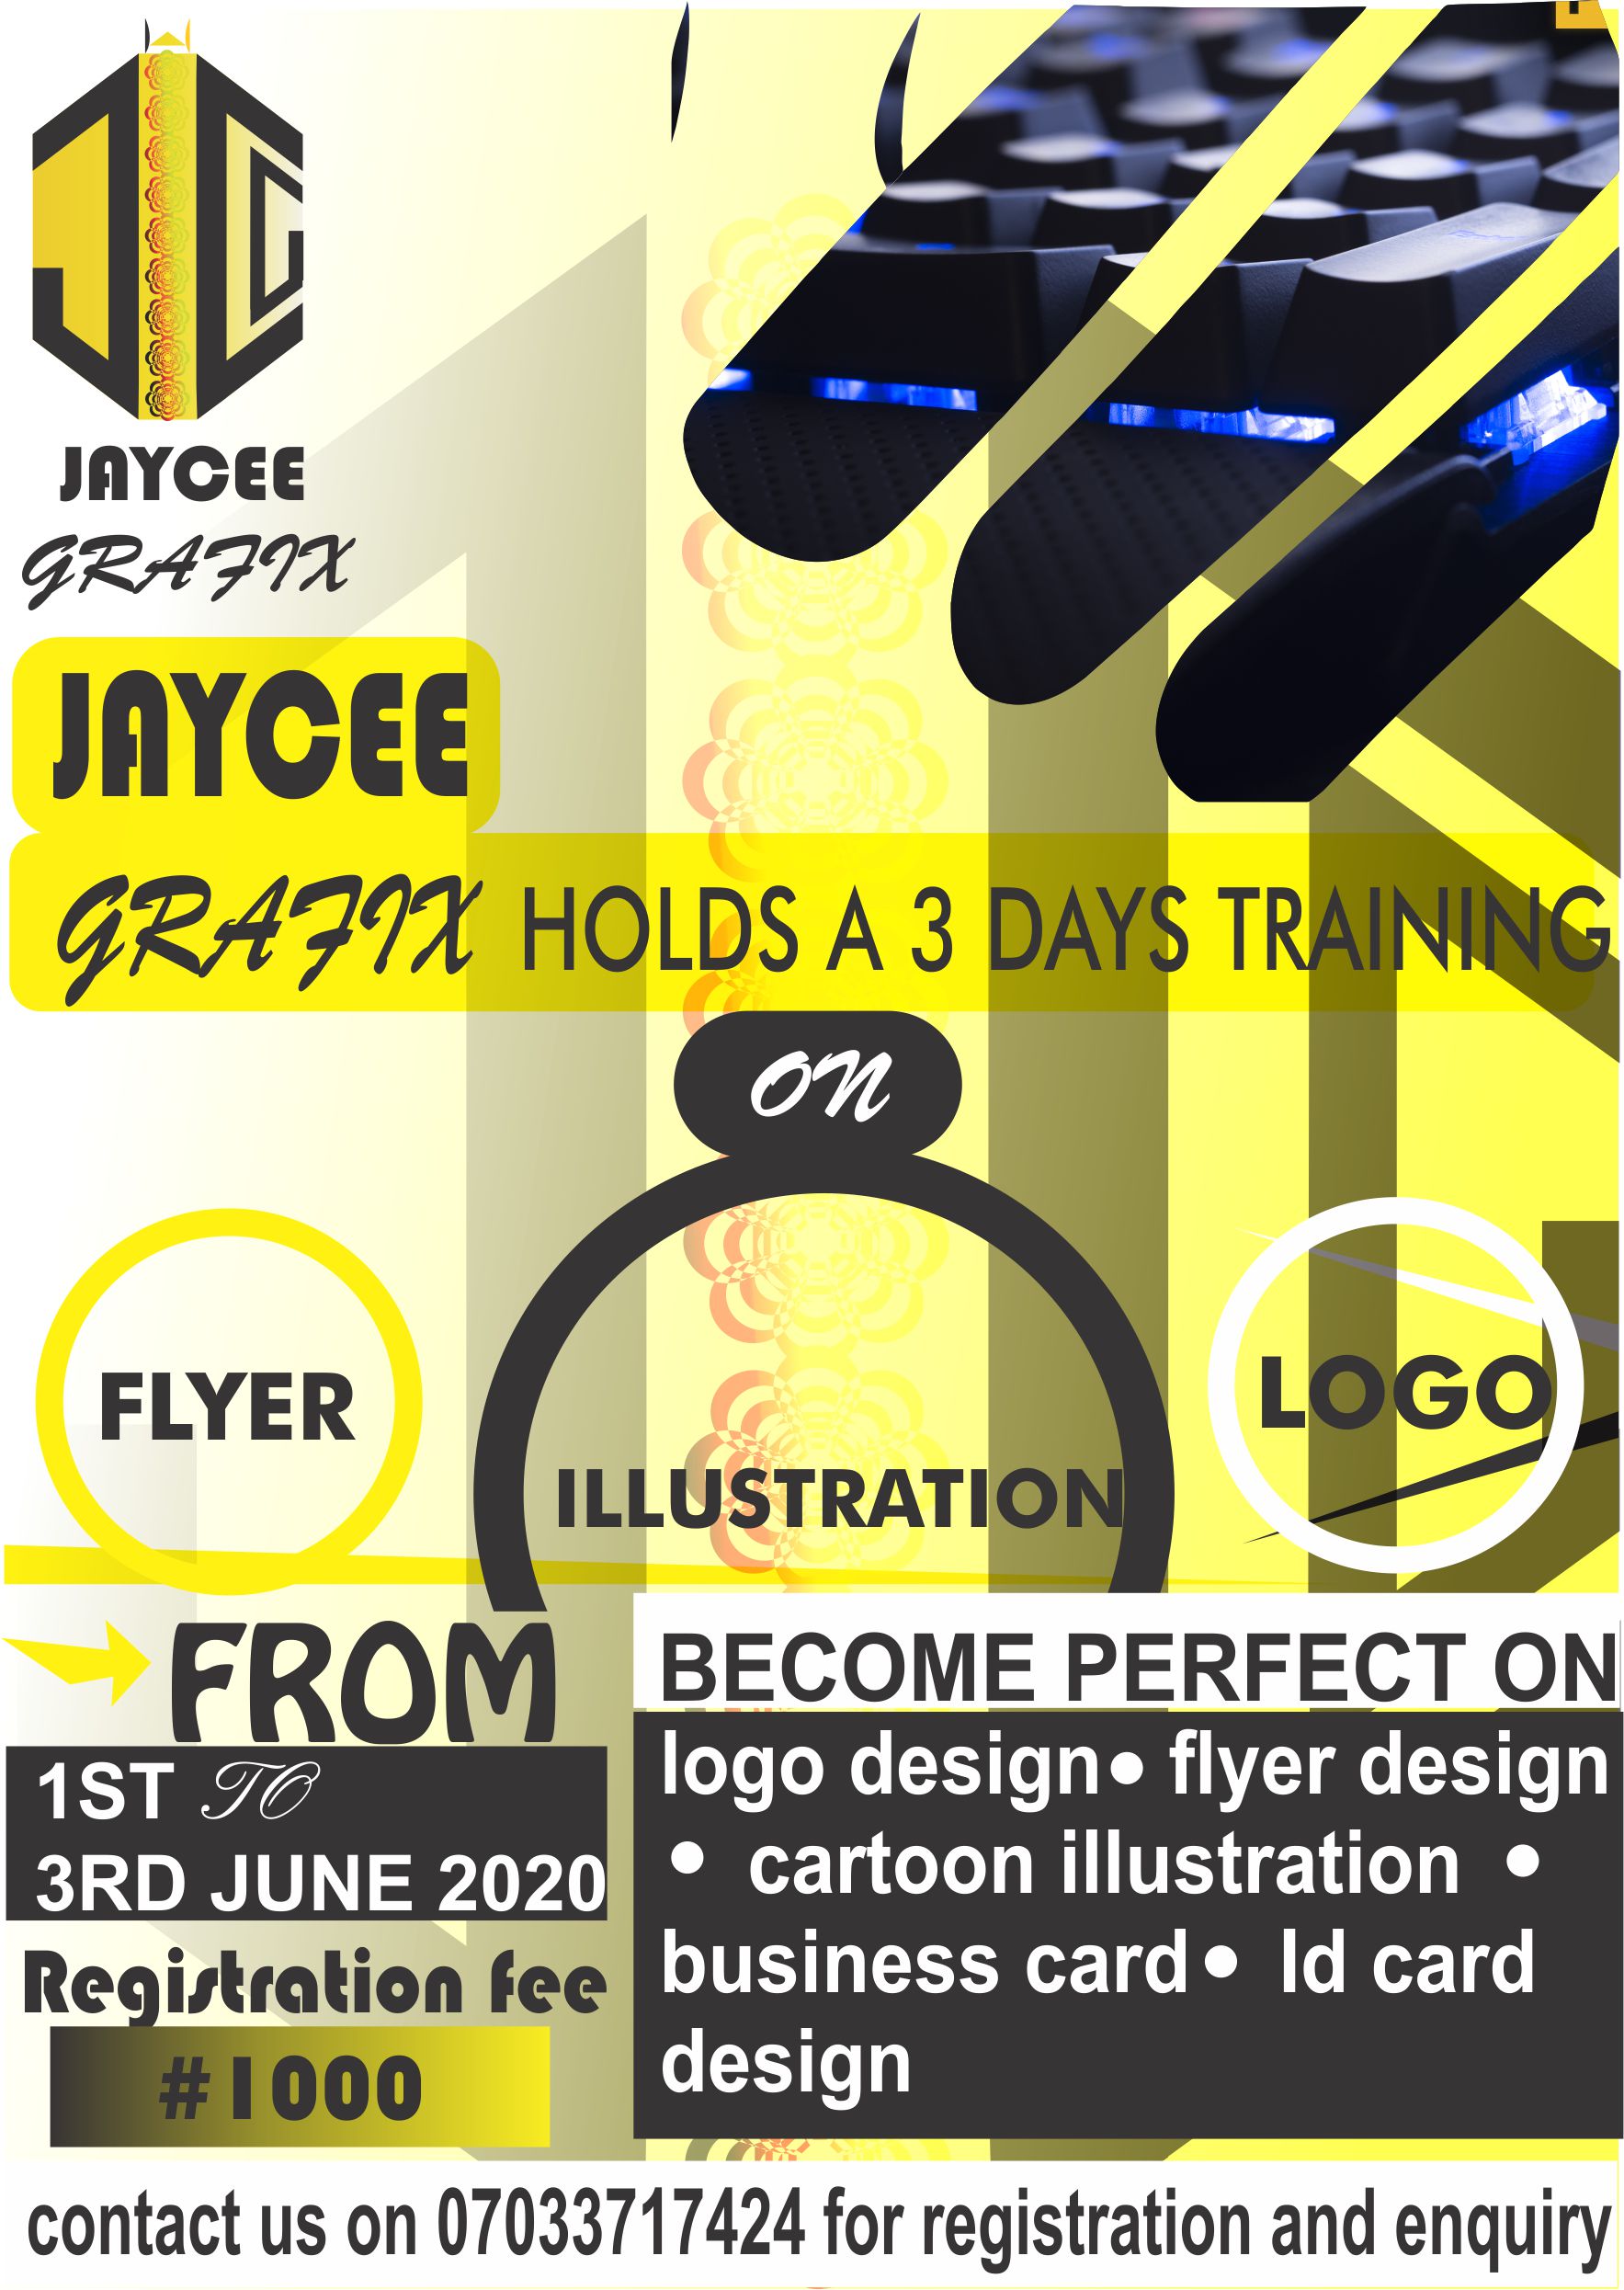 JAYCEE
GRAFIX
JAYCEE
GRAFIX HOLDS A 3 DAYS TRAINING
ON
FLYER
ILLUSTRATION
LOGO
FROM
1ST TO
3RD JUNE 2020
Registration fee
#1000
BECOME PERFECT ON
logo design• flyer design
• cartoon illustration •
business card• Id card
design
contact us on 07033717424 for registration and enquiry